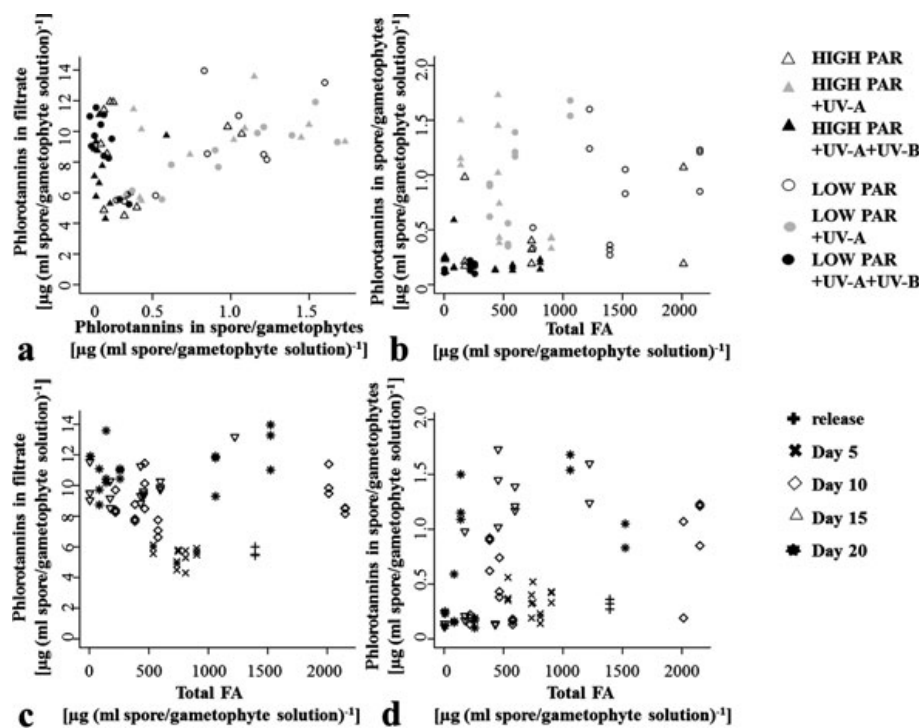 Phlorotannins in filtrate
[µg (ml spore/gametophyte solution)-1]
0 2 4 6 8 10 12 14
0.5 1.0 1.5
Phlorotannins in spore/gametophytes
a [µg (ml spore/gametophyte solution)-1]
Phlorotannins in spore/gametophytes
[µg (ml spore/gametophyte solution)-1]
0 0.5 1.0 1.5 2.0
0 500 1000 1500 2000
Total FA
b [µg (ml spore/gametophyte solution)-1]
HIGH PAR
HIGH PAR
+UV-A
HIGH PAR
+UV-A+UV-B
LOW PAR
LOW PAR
+UV-A
LOW PAR
+UV-A+UV-B
Phlorotannins in filtrate
[µg (ml spore/gametophyte solution)-1]
0 2 4 6 8 10 12 14
0 500 1000 1500 2000
Total FA
c [µg (ml spore/gametophyte solution)-1]
Phlorotannins in spore/gametophytes
[µg (ml spore/gametophyte solution)-1]
0 0.5 1.0 1.5 2.0
0 500 1000 1500 2000
Total FA
d [µg (ml spore/gametophyte solution)-1]
release
Day 5
Day 10
Day 15
Day 20